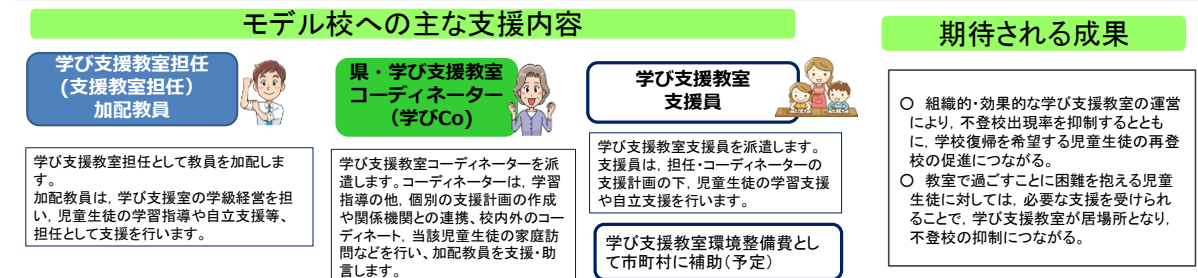 モデル校への主な支援内容
学び支援教室担任
(支援教室担任）
加配教員
学び支援教室担任として教員を加配しま
す。
加配教員は，学び支援室の学級経営を担
い，児童生徒の学習指導や自立支援等、
担任として支援を行います。
県・学び支援教室
コーディネーター
（学びCo)
学び支援教室コーディネーターを派
遣します。コーディネーターは，学習
指導の他，個別の支援計画の作成
や関係機関との連携、校内外のコー
ディネート，当該児童生徒の家庭訪
問などを行い、加配教員を支援・助
言します。
学び支援教室
支援員
学び支援教室支援員を派遣します。
支援員は，担任・コーディネーターの
支援計画の下，児童生徒の学習支援
や自立支援を行います。
学び支援教室環境整備費とし
て市町村に補助（予定）
期待される成果
○ 組織的・効果的な学び支援教室の運営
により，不登校出現率を抑制するととも
に，学校復帰を希望する児童生徒の再登
校の促進につながる。
○ 教室で過ごすことに困難を抱える児童
生徒に対しては，必要な支援を受けられ
ることで，学び支援教室が居場所となり，
不登校の抑制につながる。